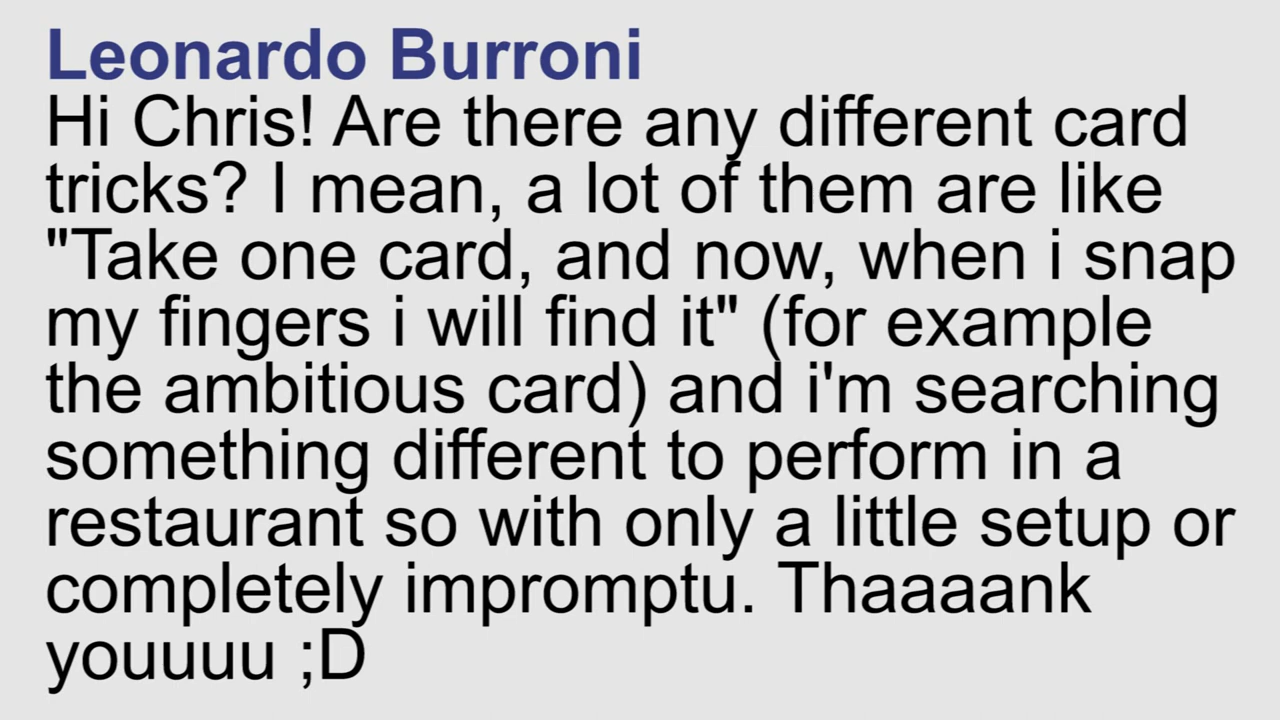 Leonardo Burroni
Hi Chris! Are there any different card
tricks? I mean, a lot of them are like
"Take one card, and now, when i snap
my fingers i will find it" (for example
the ambitious card) and i'm searching
something different to perform in a
restaurant so with only a little setup or
completely impromptu. Thaaaank
youuuu ;D